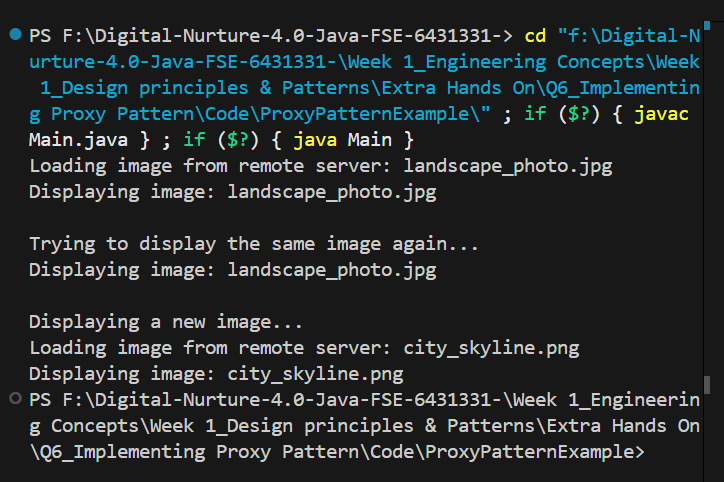 PS F:\Digital-Nurture-4.0-Java-FSE-6431331-> cd "f:\Digital-N
urture-4.0-Java-FSE-6431331-\Week 1_Engineering Concepts\Week
 1_Design principles & Patterns\Extra Hands On\Q6_Implementin
g Proxy Pattern\Code\ProxyPatternExample\" ; if ($?) { javac
Main.java } ; if ($?) { java Main }
Loading image from remote server: landscape_photo.jpg
Displaying image: landscape_photo.jpg

Trying to display the same image again...
Displaying image: landscape_photo.jpg

Displaying a new image...
Loading image from remote server: city_skyline.png
Displaying image: city_skyline.png
PS F:\Digital-Nurture-4.0-Java-FSE-6431331-\Week 1_Engineerin
g Concepts\Week 1_Design principles & Patterns\Extra Hands On
\Q6_Implementing Proxy Pattern\Code\ProxyPatternExample>